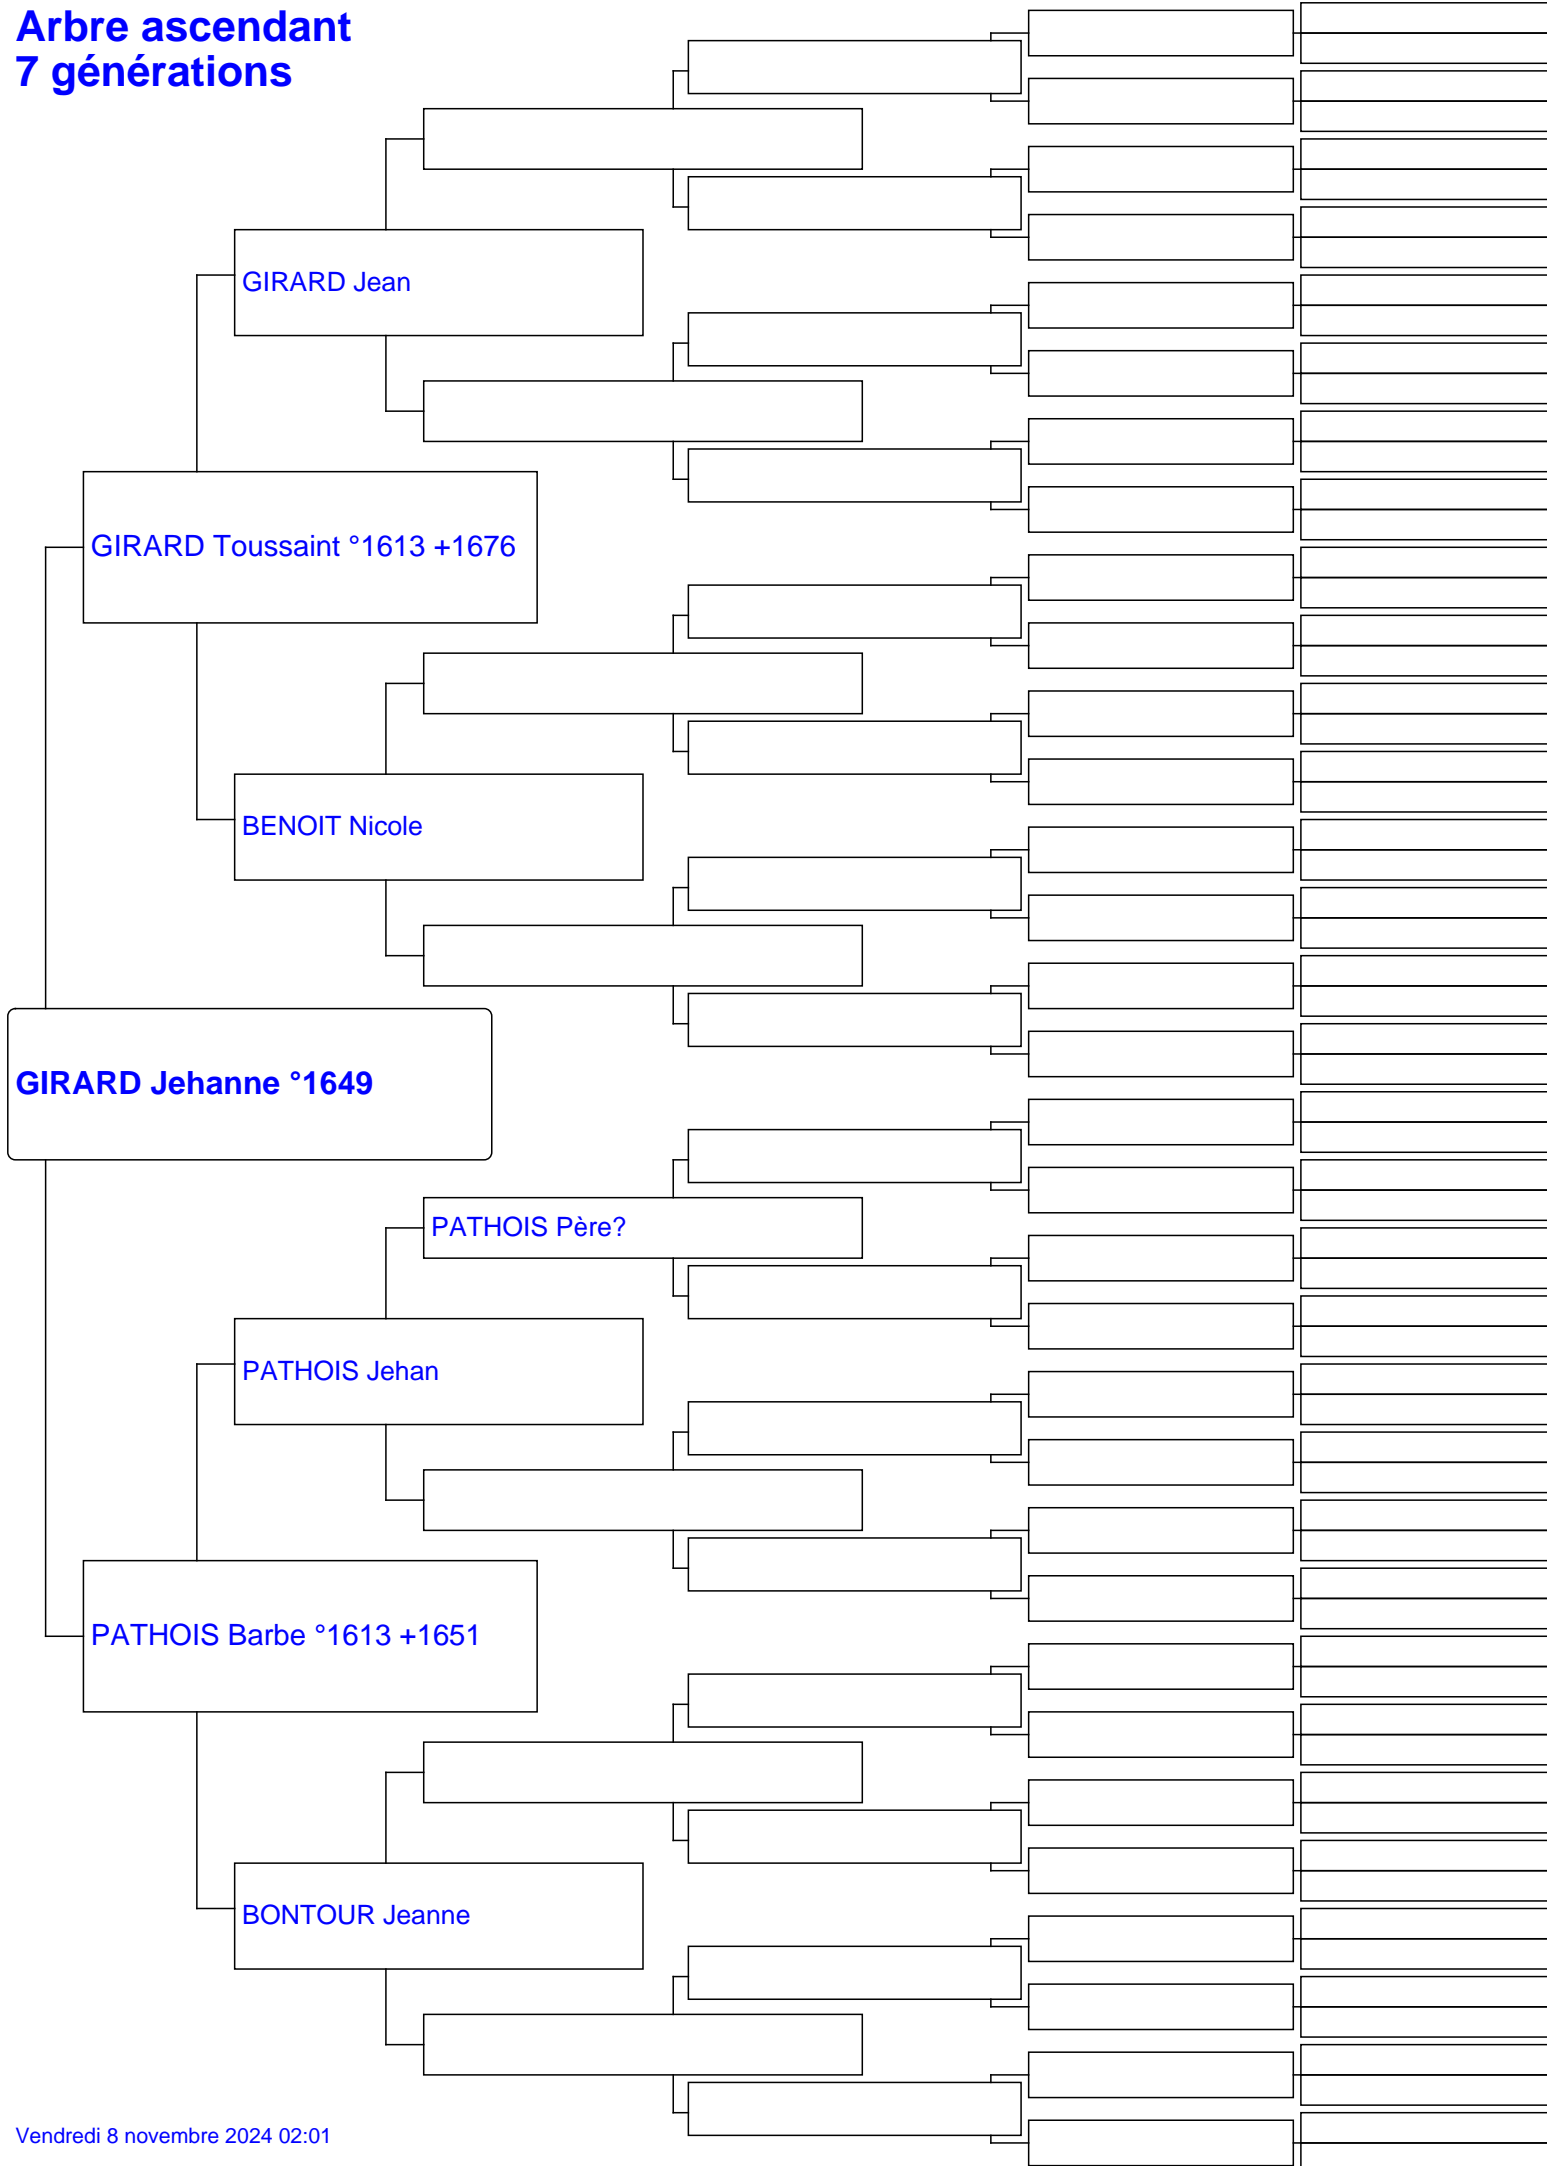 Arbre ascendant
7 générations
GIRARD Jean
GIRARD Toussaint °1613 +1676
BENOIT Nicole
GIRARD Jehanne °1649
PATHOIS Père?
PATHOIS Jehan
PATHOIS Barbe °1613 +1651
BONTOUR Jeanne
Vendredi 8 novembre 2024 02:01